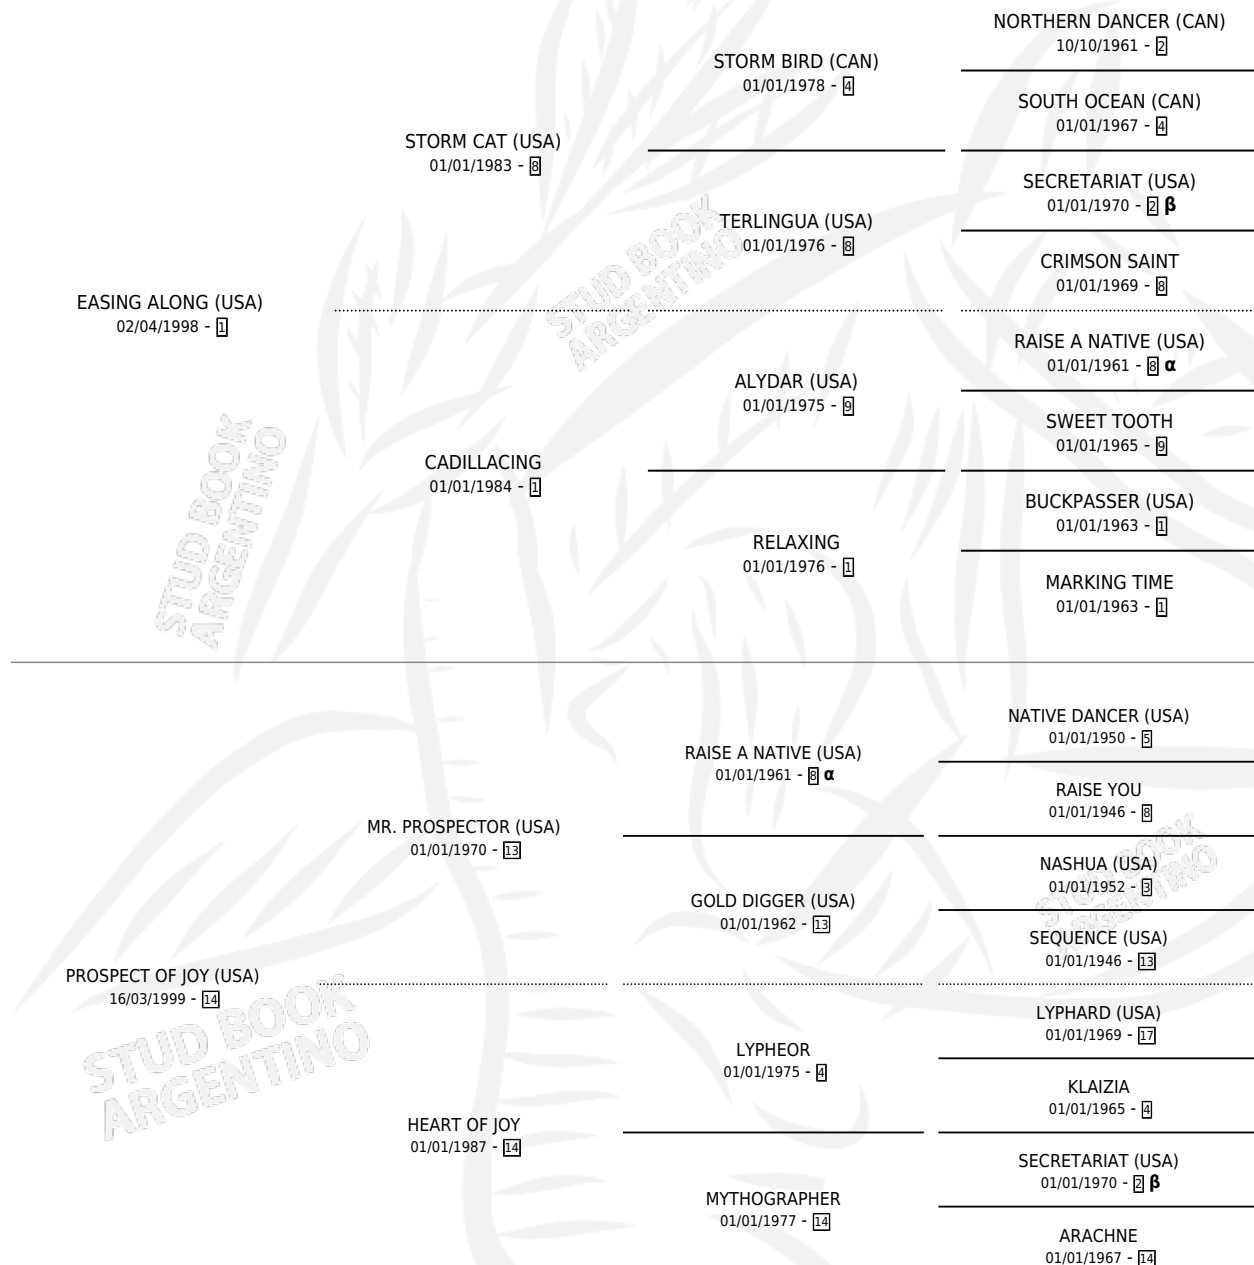 NORTHERN DANCER (CAN)
10/10/1961 - 2
STORM BIRD (CAN)
01/01/1978 - 4
SOUTH OCEAN (CAN)
01/01/1967 - 4
STORM CAT (USA)
01/01/1983 - 8
SECRETARIAT (USA)
01/01/1970 - 2 β
TERLINGUA (USA)
01/01/1976 - 8
CRIMSON SAINT
01/01/1969 - 8
EASING ALONG (USA)
02/04/1998 - 1
RAISE A NATIVE (USA)
01/01/1961 - 8 α
ALYDAR (USA)
01/01/1975 - 9
SWEET TOOTH
01/01/1965 - 9
CADILLACING
01/01/1984 - 1
BUCKPASSER (USA)
01/01/1963 - 1
RELAXING
01/01/1976 - 1
MARKING TIME
01/01/1963 - 1
STUD BOOK
ARGENTINO
STUD BOOK
ARGENTINO
NATIVE DANCER (USA)
01/01/1950 - 5
RAISE A NATIVE (USA)
01/01/1961 - 8 α
RAISE YOU
01/01/1946 - 8
MR. PROSPECTOR (USA)
01/01/1970 - 13
NASHUA (USA)
01/01/1952 - 3
GOLD DIGGER (USA)
01/01/1962 - 13
SEQUENCE (USA)
01/01/1946 - 13
PROSPECT OF JOY (USA)
16/03/1999 - 14
LYPHARD (USA)
01/01/1969 - 17
LYPHEOR
01/01/1975 - 4
KLAIZIA
01/01/1965 - 4
HEART OF JOY
01/01/1987 - 14
SECRETARIAT (USA)
01/01/1970 - 2 β
MYTHOGRAPHER
01/01/1977 - 14
ARACHNE
01/01/1967 - 14
STUD BOOK
ARGENTINO
STUD BOOK
ARGENTINO